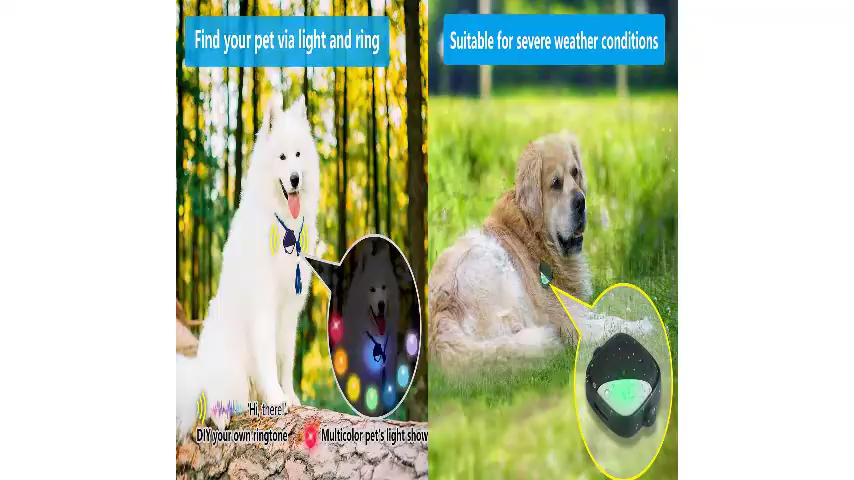 Find your pet via light and ring
Suitable for severe weather conditions
'Hi, there!'
DIY your own ringtone
Multicolor pet's light show